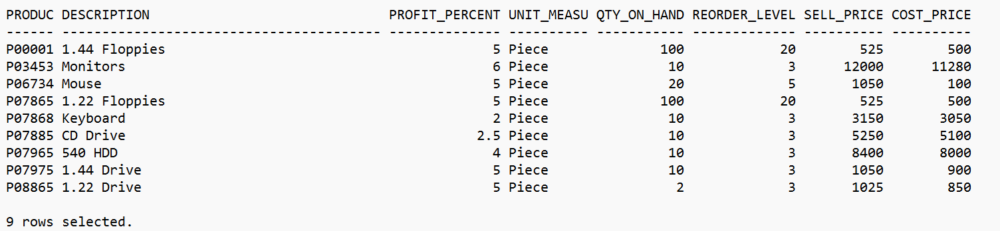 PRODUC DESCRIPTION                              PROFIT_PERCENT UNIT_MEASU QTY_ON_HAND REORDER_LEVEL SELL_PRICE COST_PRICE
------ ---------------------------------------- -------------- ---------- ----------- ------------- ---------- ----------
P00001 1.44 Floppies                                         5 Piece              100            20        525        500
P03453 Monitors                                              6 Piece               10             3      12000      11280
P06734 Mouse                                                 5 Piece               20             5       1050        100
P07865 1.22 Floppies                                         5 Piece              100            20        525        500
P07868 Keyboard                                              2 Piece               10             3       3150       3050
P07885 CD Drive                                            2.5 Piece               10             3       5250       5100
P07965 540 HDD                                               4 Piece               10             3       8400       8000
P07975 1.44 Drive                                            5 Piece               10             3       1050        900
P08865 1.22 Drive                                            5 Piece                2             3       1025        850
9 rows selected.